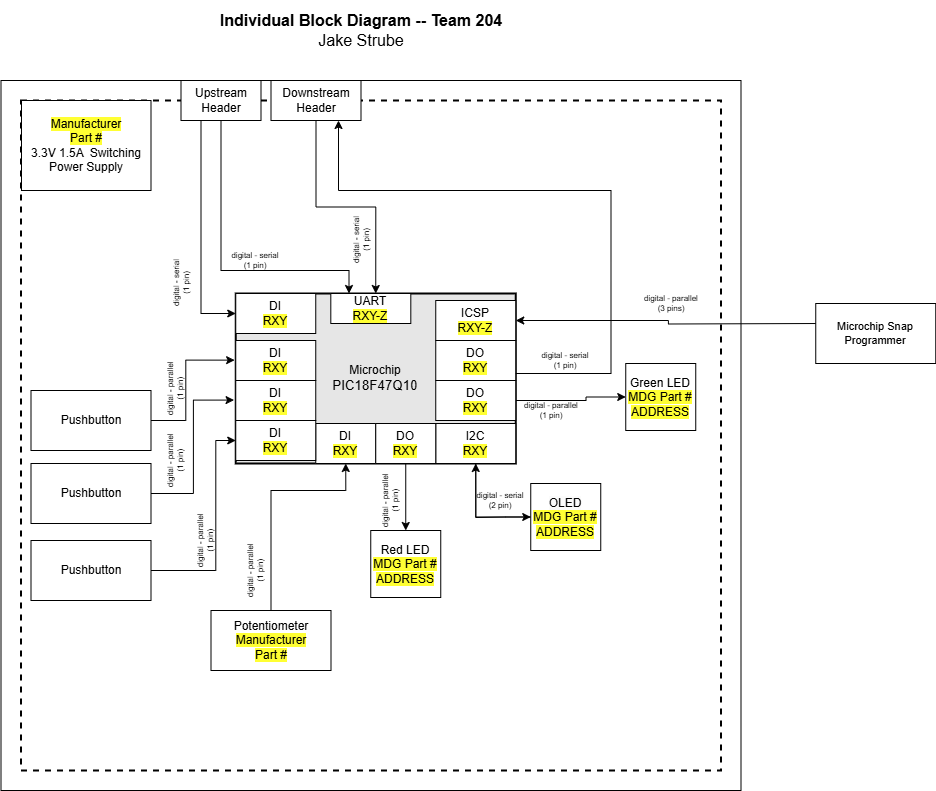 Individual Block Diagram -- Team 204
Jake Strube
Upstream
Header
Downstream
Header
Manufacturer
Part #
3.3V 1.5A Switching
Power Supply
digital - serial
(1 pin)
digital - serial
(1 pin)
digital - serial
(1 pin)
DI
RXY
UART
RXY-Z
ICSP
RXY-Z
digital - parallel
(3 pins)
Microchip Snap
Programmer
DI
RXY
Microchip
PIC18F47Q10
DO
RXY
digital - serial
(1 pin)
DI
RXY
DO
RXY
digital - parallel
(1 pin)
Green LED
MDG Part #
ADDRESS
DI
RXY
DI
RXY
DO
RXY
I2C
RXY
Pushbutton
digital - parallel
(1 pin)
Pushbutton
digital - parallel
(1 pin)
Pushbutton
digital - parallel
(1 pin)
digital - parallel
(1 pin)
digital - parallel
(1 pin)
digital - serial
(2 pin)
OLED
MDG Part #
ADDRESS
Red LED
MDG Part #
ADDRESS
Potentiometer
Manufacturer
Part #